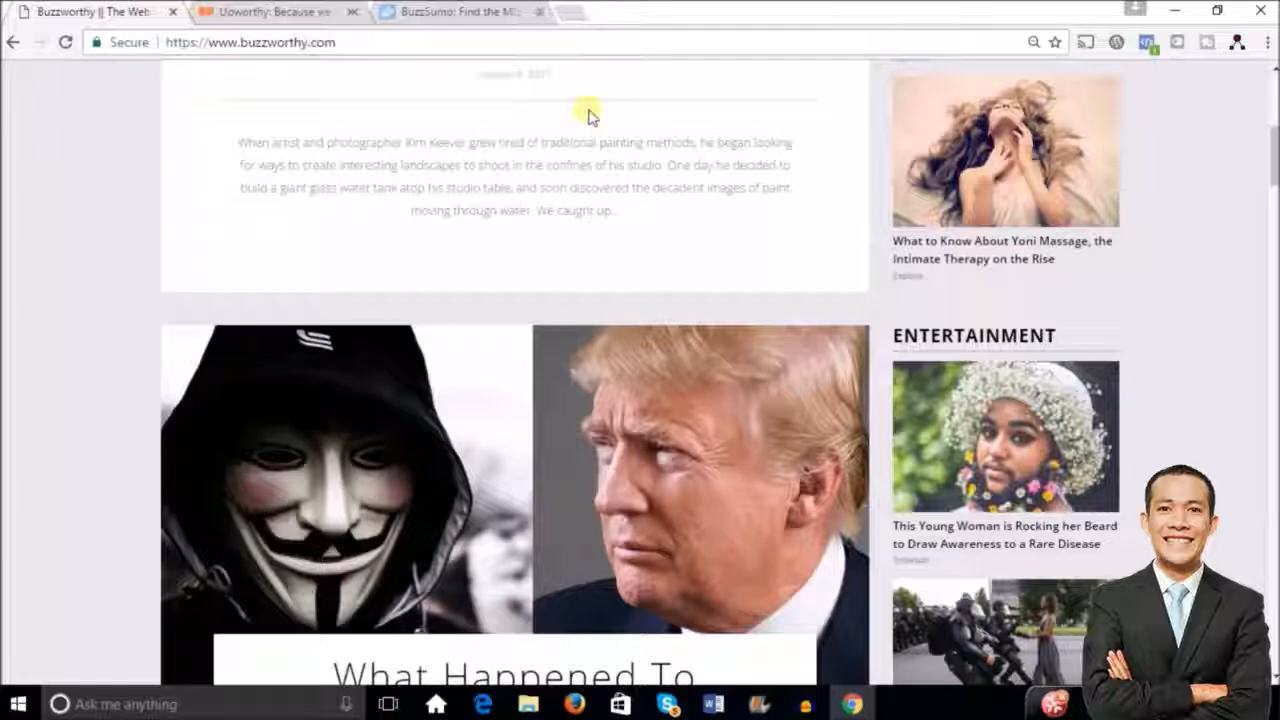 Buzzworthy || The Web
Upworthy: Because we
BuzzSumo: Find the M
Secure
https://www.buzzworthy.com
2017
When artist and photographer Kim Keever grew tired of traditional painting methods, he began looking
for ways to create interesting landscapes to shoot in the confines of his studio. One day he decided to
build a giant glass water tank atop his studio table, and soon discovered the decadent images of paint
moving through water. We caught up...
What to Know About Yoni Massage, the
Intimate Therapy on the Rise
Explore
ENTERTAINMENT
This Young Woman is Rocking her Beard
to Draw Awareness to a Rare Disease
What Happened To
Ask me anything